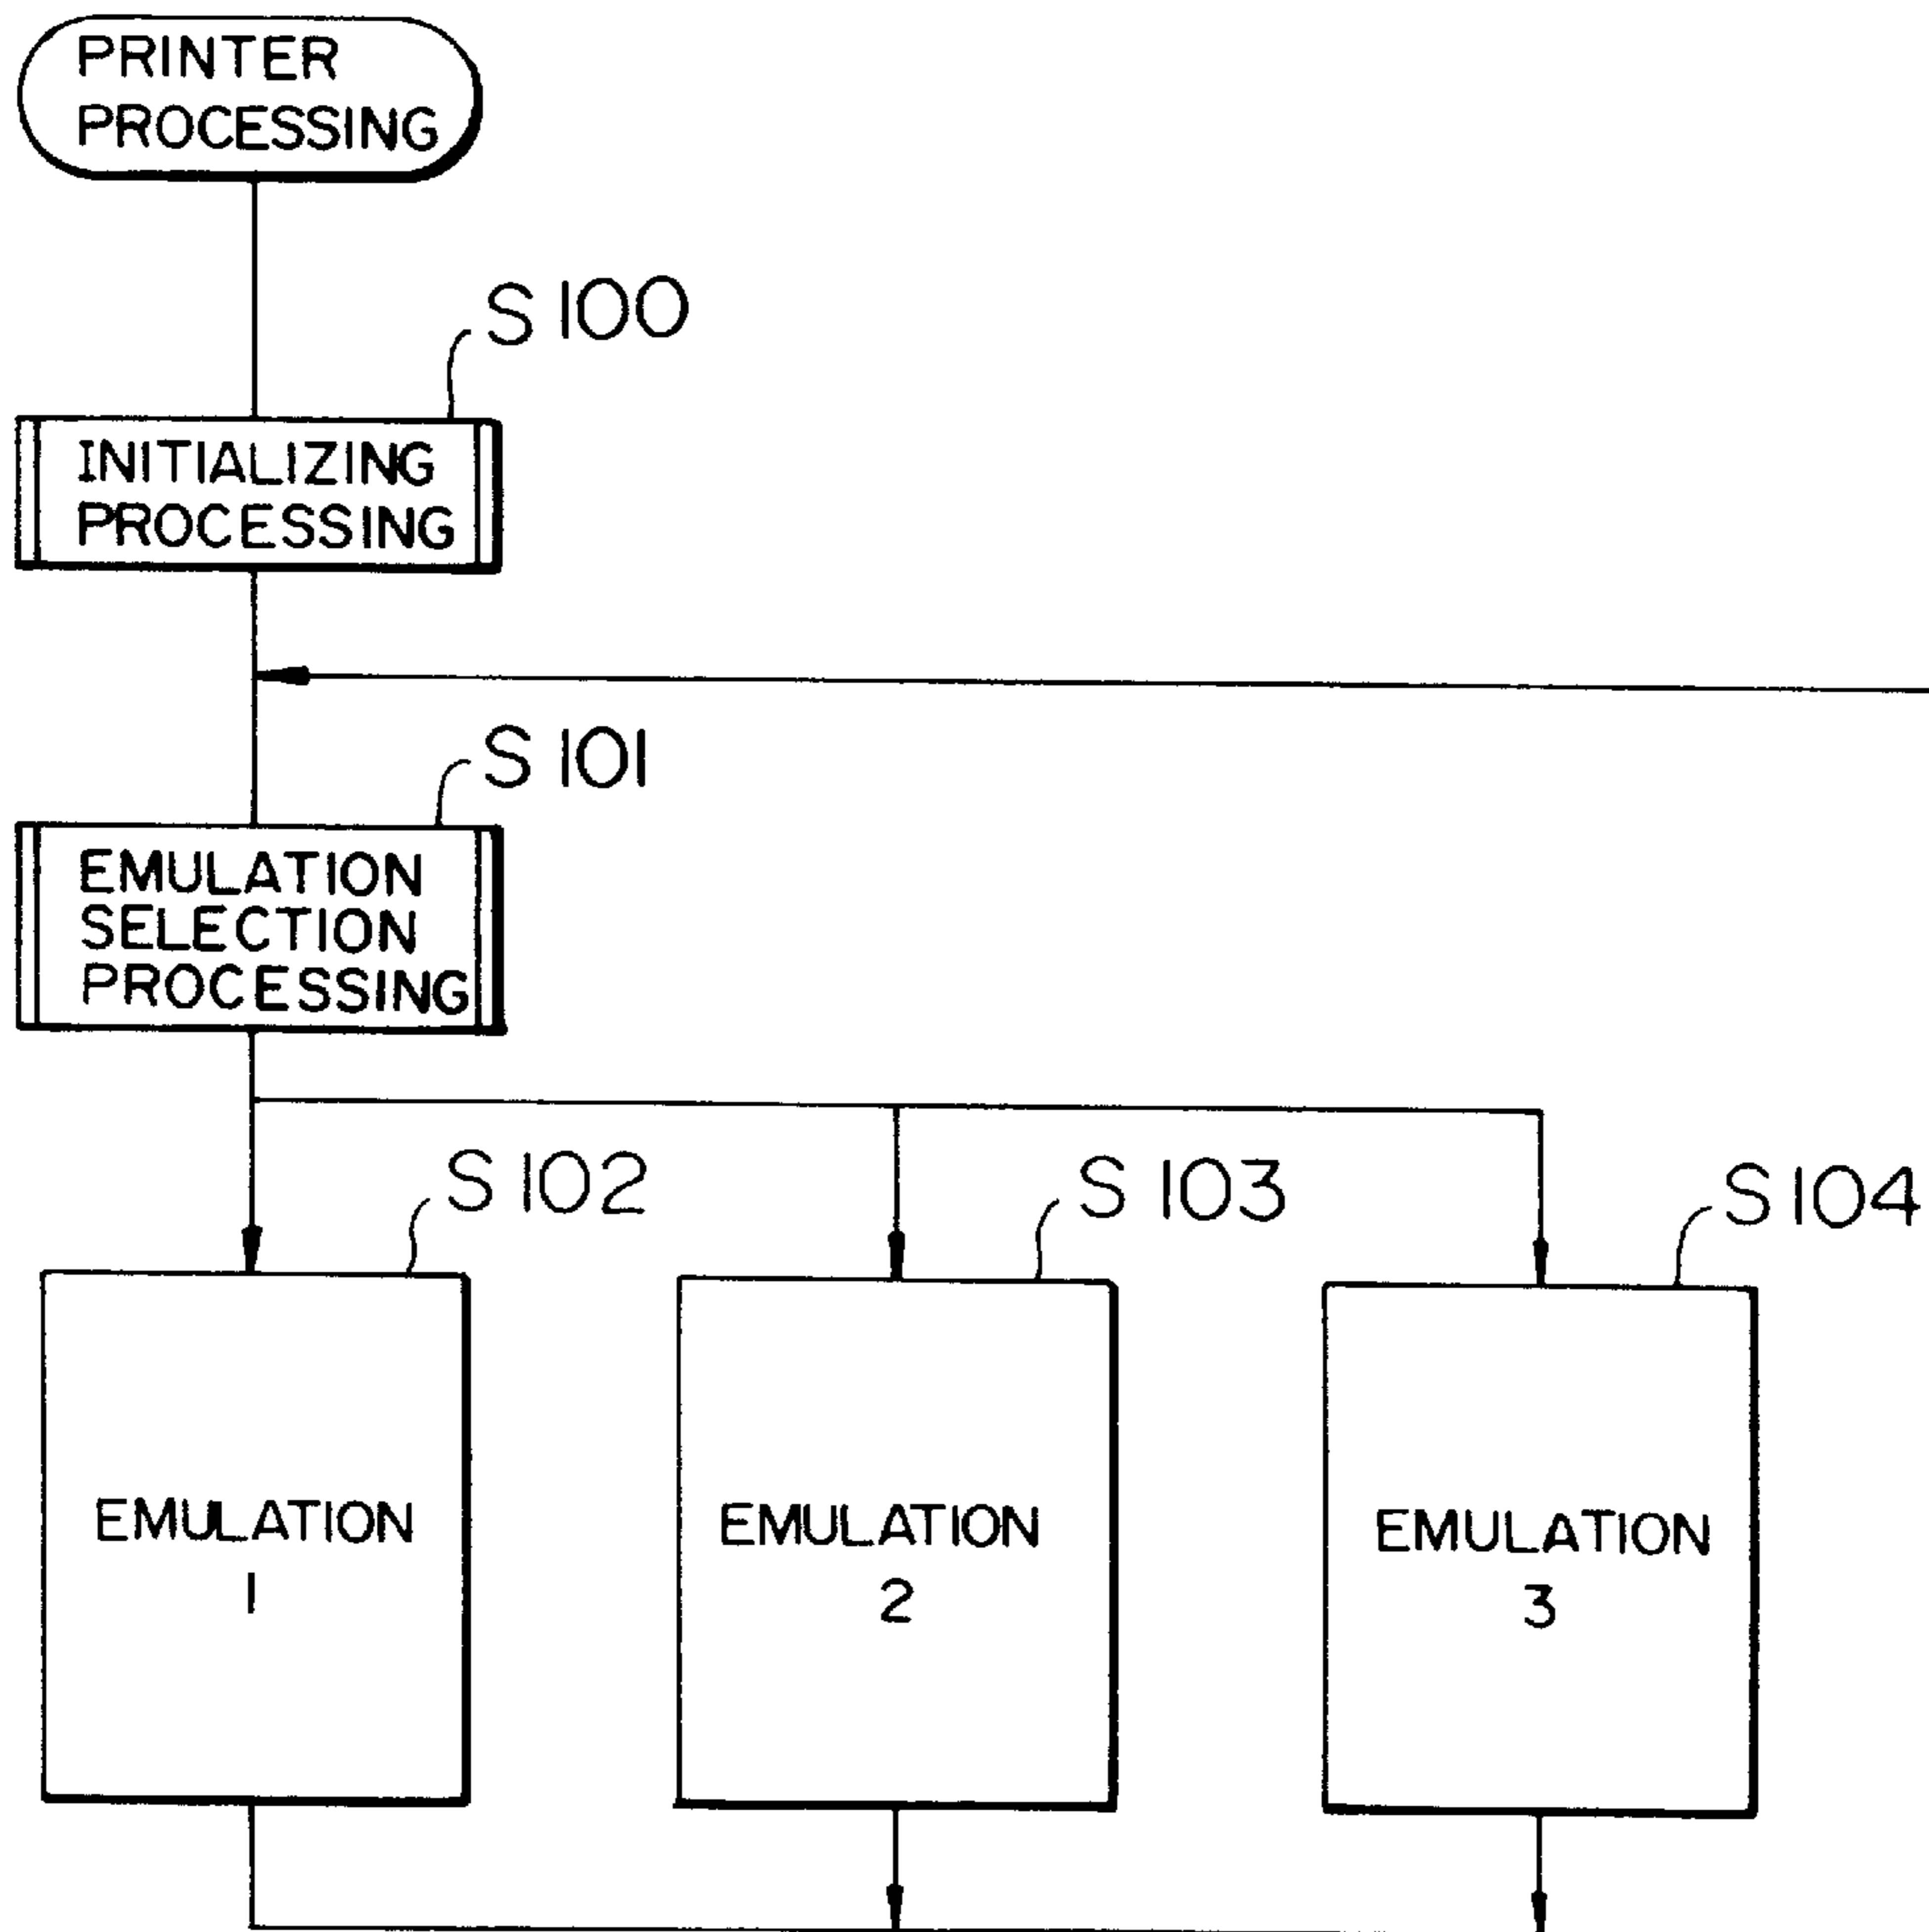 PRINTER
PROCESSING
S100
INITIALIZING
PROCESSING
S101
EMULATION
SELECTION
PROCESSING
S102
S103
S104
EMULATION
1
EMULATION
2
EMULATION
3